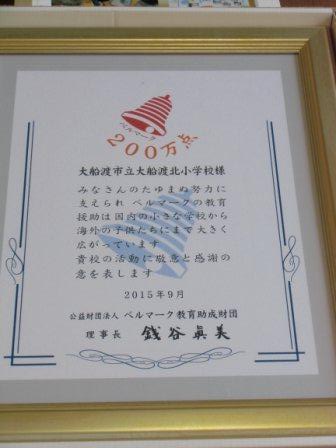 ベルマーク
200万点
大船渡市立大船渡北小学校様
みなさんのたゆまぬ努力に
支えられ ベルマークの教育
援助は国内の小さな学校から
海外の子供たちにまで大きく
広がっています
貴校の活動に敬意と感謝の
意を表します
2015年9月
公益財団法人 ベルマーク教育助成財団
理事長 銭谷眞美